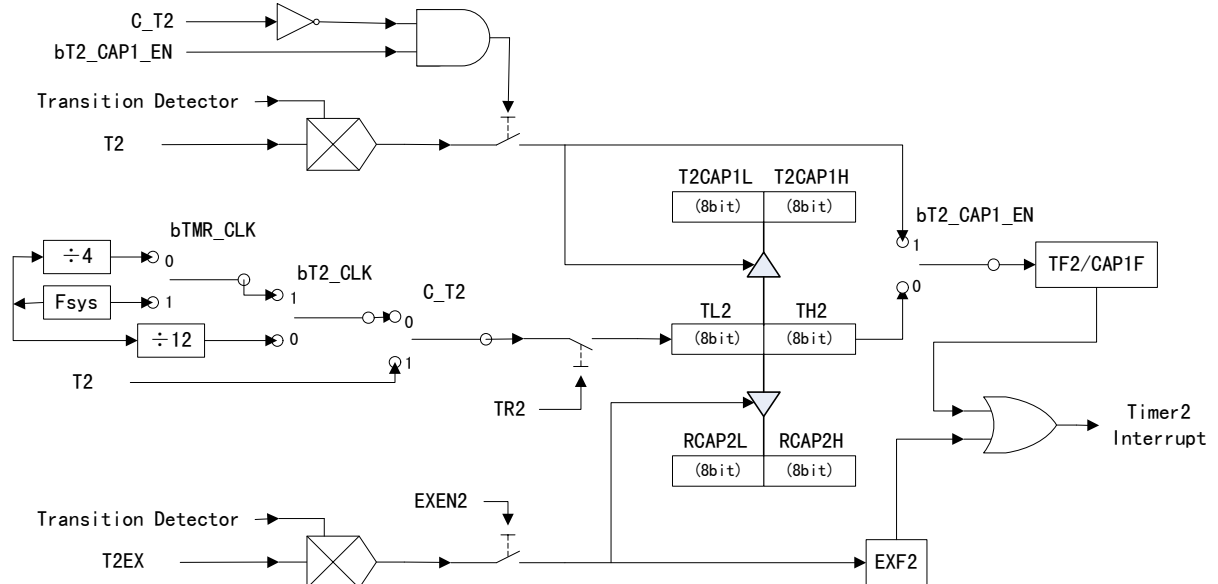 C_T2
bT2_CAP1_EN
Transition Detector
T2
T2CAP1L T2CAP1H
(8bit) (8bit)
bT2_CAP1_EN
1
0
TF2/CAP1F
bTMR_CLK
÷4
0
Fsys
1
÷12
bT2_CLK
1
0
C_T2
0
1
T2
TR2
TL2 TH2
(8bit) (8bit)
RCAP2L RCAP2H
(8bit) (8bit)
Timer2
Interrupt
EXEN2
Transition Detector
T2EX
EXF2